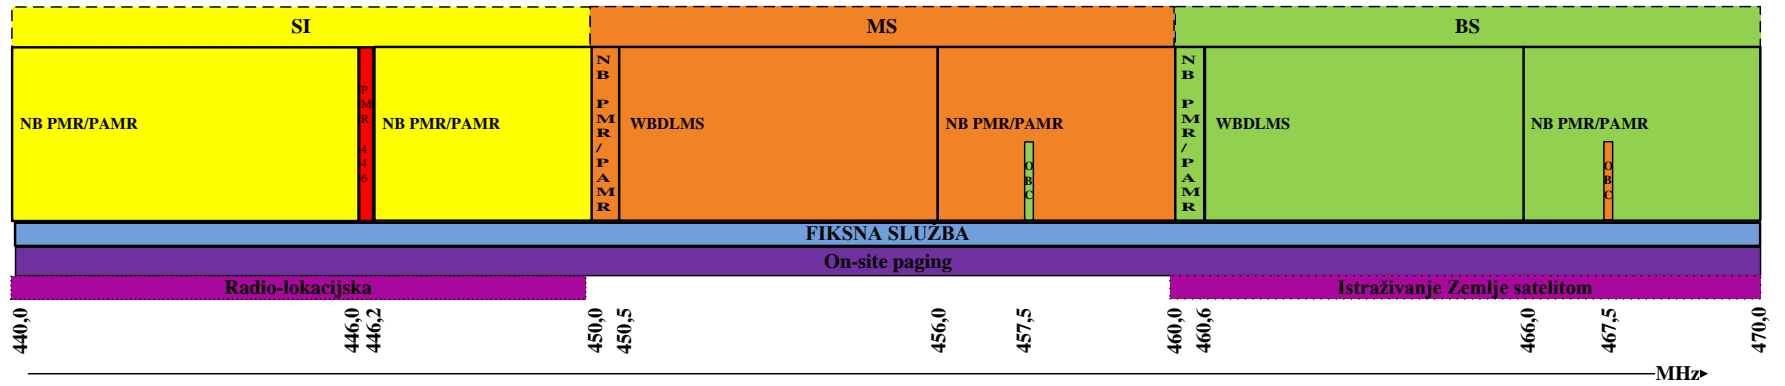 SI
MS
BS
NB PMR/PAMR
PMR 446
NB PMR/PAMR
NB PMR/PAMR
WBDLMS
NB PMR/PAMR
OBC
NB PMR/PAMR
WBDLMS
NB PMR/PAMR
OBC
FIKSNA SLUŽBA
On-site paging
Radio-lokacijska
Istraživanje Zemlje satelitom
440,0
446,0
446,2
450,0
450,5
456,0
457,5
460,0
460,6
466,0
467,5
470,0
MHz